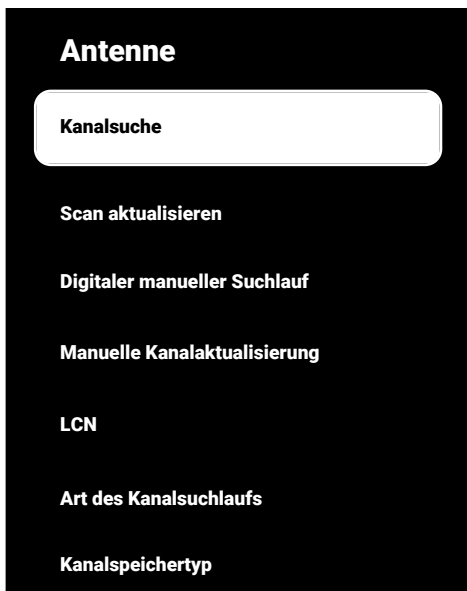 Antenne
Kanalsuche
Scan aktualisieren
Digitaler manueller Suchlauf
Manuelle Kanalaktualisierung
LCN
Art des Kanalsuchlaufs
Kanalspeichertyp